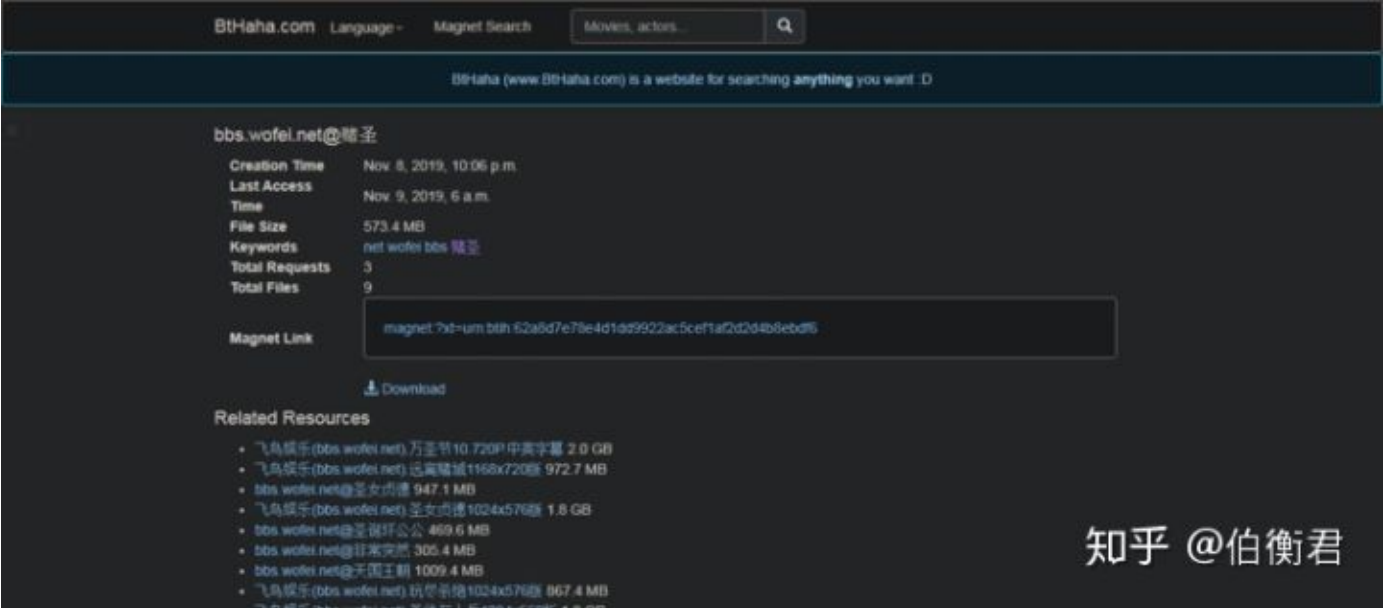 BtHaha.com Language Magnet Search Movies, actors...
BtHaha (www.BtHaha.com) is a website for searching anything you want :D
bbs.wofei.net@赌圣
Creation Time Nov. 8, 2019, 10:06 p.m.
Last Access Time Nov. 9, 2019, 6 a.m.
File Size 573.4 MB
Keywords net wofei bbs 赌圣
Total Requests 3
Total Files 9
Magnet Link magnet:?xt=urn:btih:62a8d7e78e4d1dd9922ac5cef1af2d2d4b8ebdf6
Download
Related Resources
飞鸟娱乐(bbs.wofei.net).万圣节10.720P中英字幕 2.0 GB
飞鸟娱乐(bbs.wofei.net).远离赌城1168x720版 972.7 MB
bbs.wofei.net@圣女贞德 947.1 MB
飞鸟娱乐(bbs.wofei.net).圣女贞德1024x576版 1.8 GB
bbs.wofei.net@圣诞坏公公 469.6 MB
bbs.wofei.net@非常突然 305.4 MB
bbs.wofei.net@天国王朝 1009.4 MB
飞鸟娱乐(bbs.wofei.net).玩尽杀绝1024x576版 867.4 MB
知乎 @伯衡君